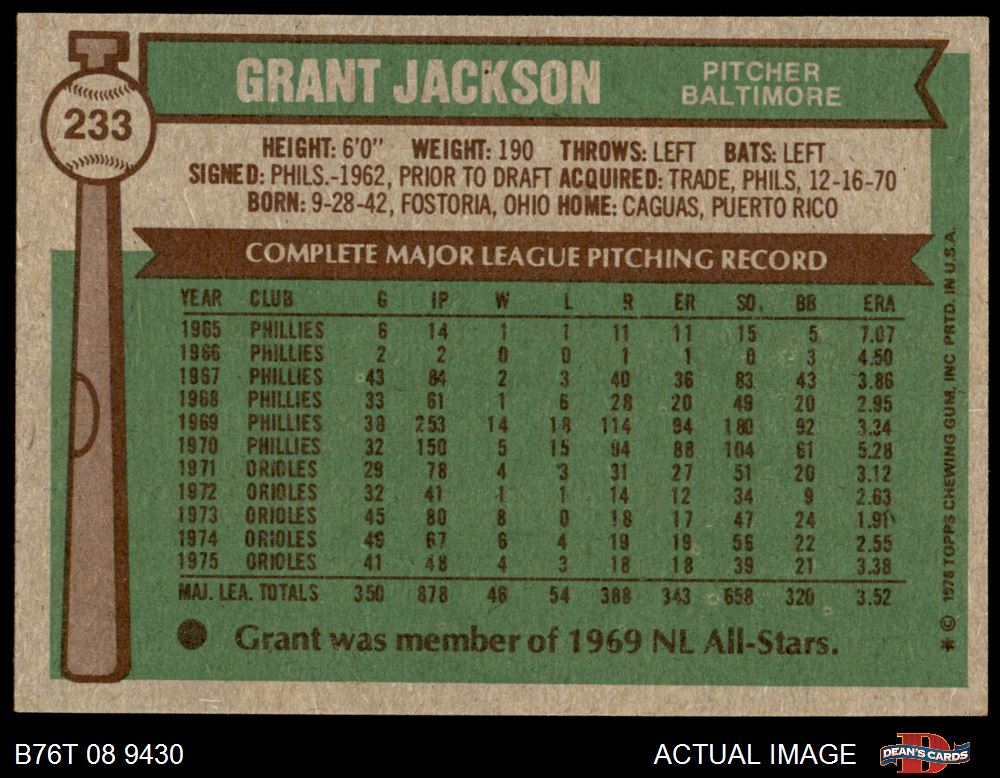 233
GRANT JACKSON
PITCHER
BALTIMORE
HEIGHT: 6'0" WEIGHT: 190 THROWS: LEFT BATS: LEFT
SIGNED: PHILS.-1962, PRIOR TO DRAFT ACQUIRED: TRADE, PHILS, 12-16-70
BORN: 9-28-42, FOSTORIA, OHIO HOME: CAGUAS, PUERTO RICO
COMPLETE MAJOR LEAGUE PITCHING RECORD
YEAR CLUB G IP W L R ER SO. BB ERA
1965 PHILLIES 6 14 1 1 11 11 15 5 7.07
1966 PHILLIES 2 2 0 0 1 1 0 3 4.50
1967 PHILLIES 43 84 2 3 40 36 83 43 3.86
1968 PHILLIES 33 61 1 6 28 20 49 20 2.95
1969 PHILLIES 38 253 14 18 114 94 180 92 3.34
1970 PHILLIES 32 150 5 15 94 88 104 61 5.28
1971 ORIOLES 29 78 4 3 31 27 51 20 3.12
1972 ORIOLES 32 41 1 1 14 12 34 9 2.63
1973 ORIOLES 45 80 8 0 18 17 47 24 1.91
1974 ORIOLES 49 67 6 4 19 19 56 22 2.55
1975 ORIOLES 41 48 4 3 18 18 39 21 3.38
MAJ. LEA. TOTALS 350 878 46 54 388 343 658 320 3.52
Grant was member of 1969 NL All-Stars.
* © 1976 TOPPS CHEWING GUM, INC PRTD. IN U.S.A.
B76T 08 9430
ACTUAL IMAGE
D
DEAN'S CARDS